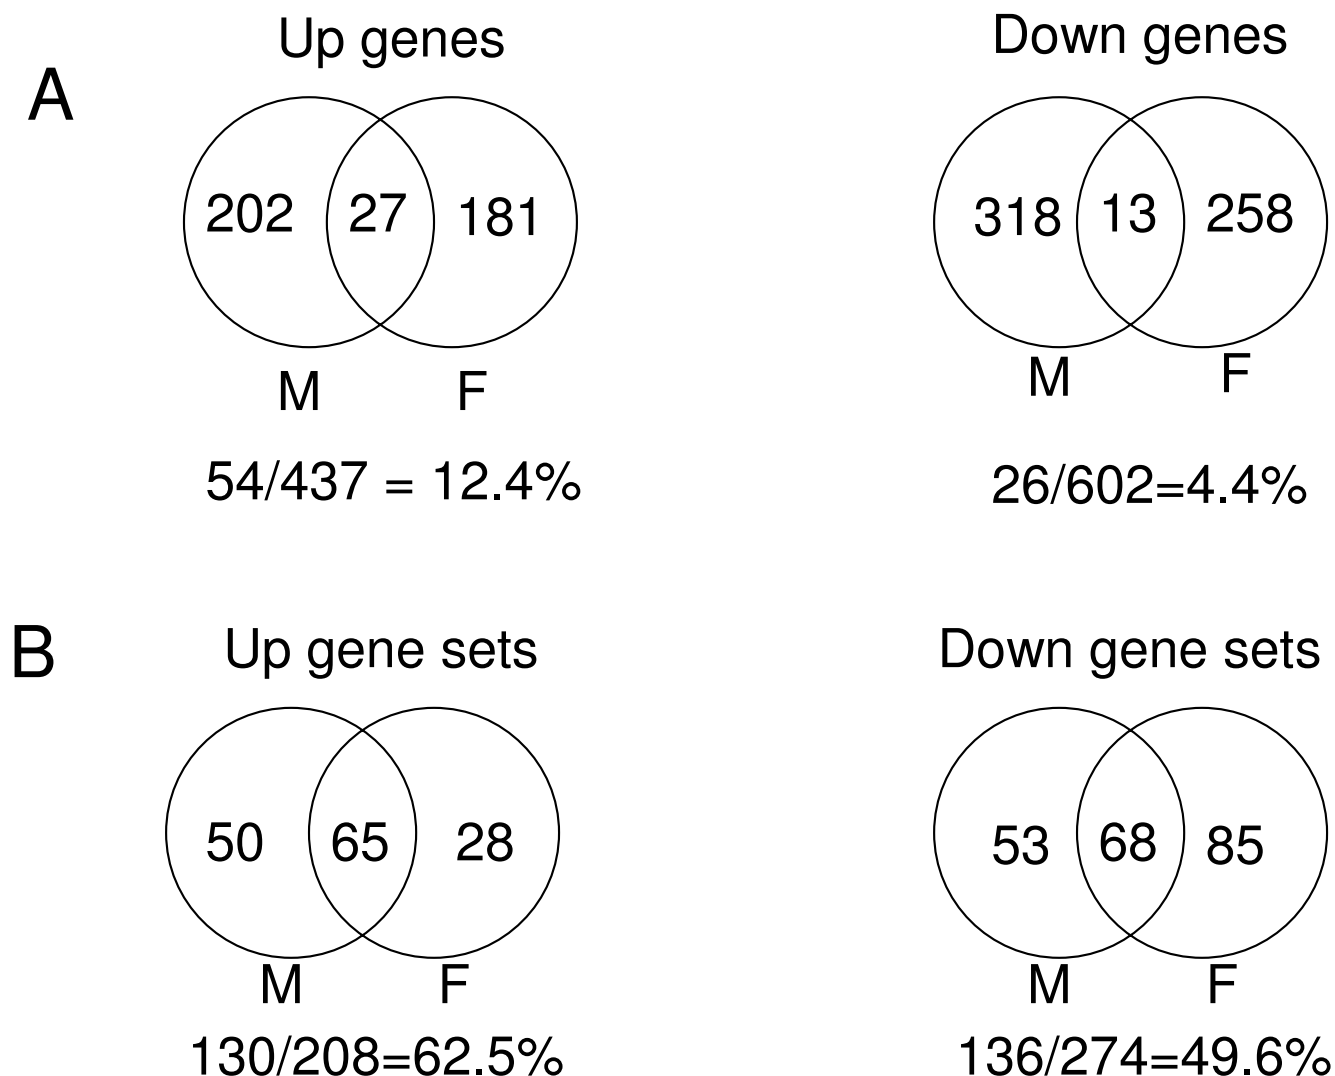 Up genes
Down genes
A
202 27 181
318 13 258
M F
M F
54/437 = 12.4%
26/602=4.4%
B
Up gene sets
Down gene sets
50 65 28
53 68 85
M F
M F
130/208=62.5%
136/274=49.6%